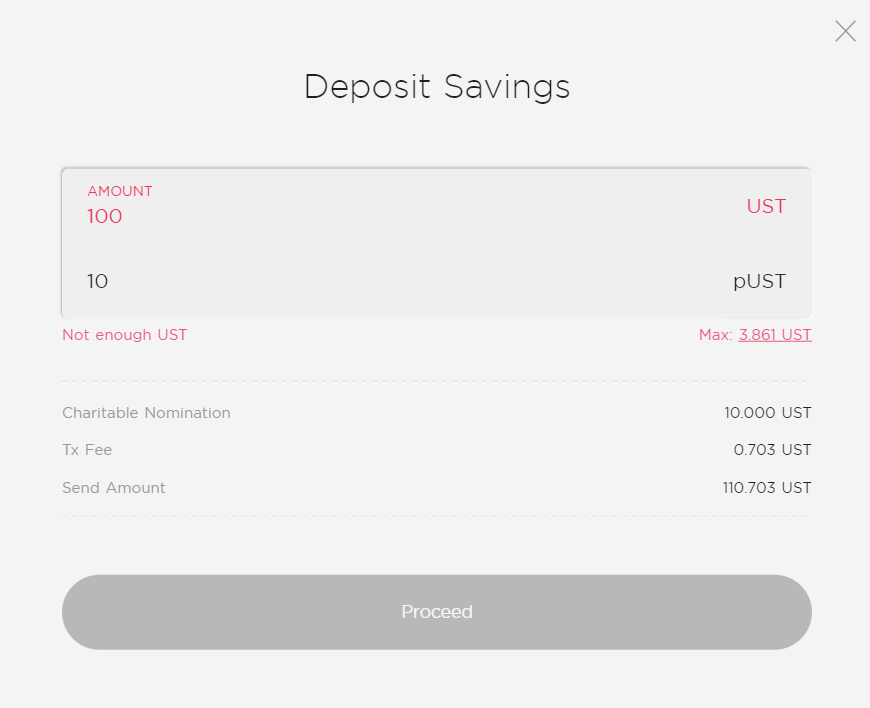 Deposit Savings
AMOUNT
100 UST
10 pUST
Not enough UST Max: 3.861 UST
Charitable Nomination 10.000 UST
Tx Fee 0.703 UST
Send Amount 110.703 UST
Proceed